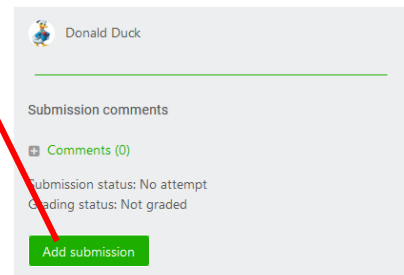 Donald Duck
Submission comments
Comments (0)
Submission status: No attempt
Grading status: Not graded
Add submission